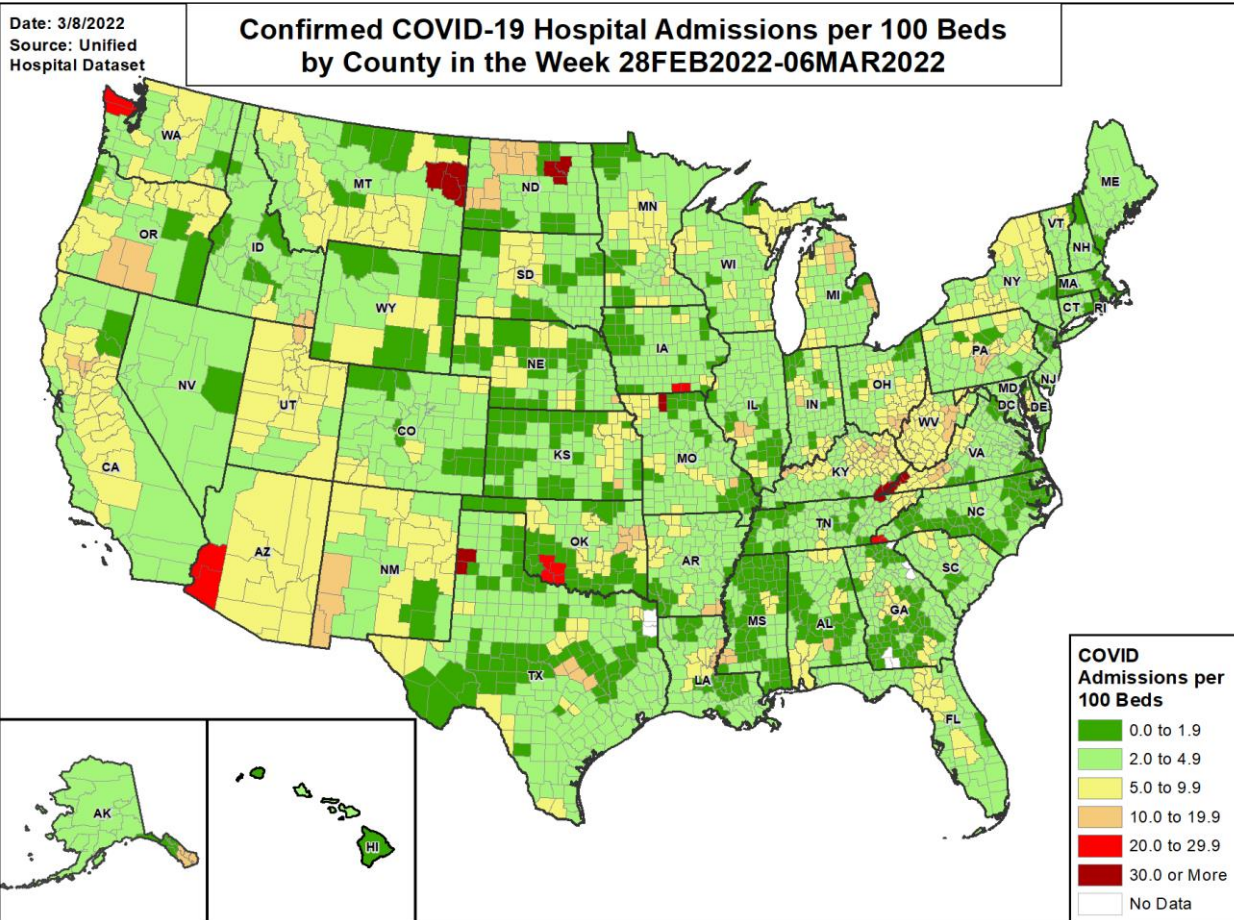 Date: 3/8/2022
Source: Unified
Hospital Dataset
Confirmed COVID-19 Hospital Admissions per 100 Beds
by County in the Week 28FEB2022-06MAR2022
WA
MT
ND
MN
ME
VT
NH
OR
ID
SD
WI
MI
NY
MA
CT
RI
WY
IA
PA
NE
NJ
NV
UT
CO
IL
IN
OH
MD
DE
DC
WV
CA
KS
MO
KY
VA
AZ
NM
OK
AR
TN
NC
SC
MS
AL
GA
TX
LA
FL
AK
HI
COVID
Admissions per
100 Beds
0.0 to 1.9
2.0 to 4.9
5.0 to 9.9
10.0 to 19.9
20.0 to 29.9
30.0 or More
No Data